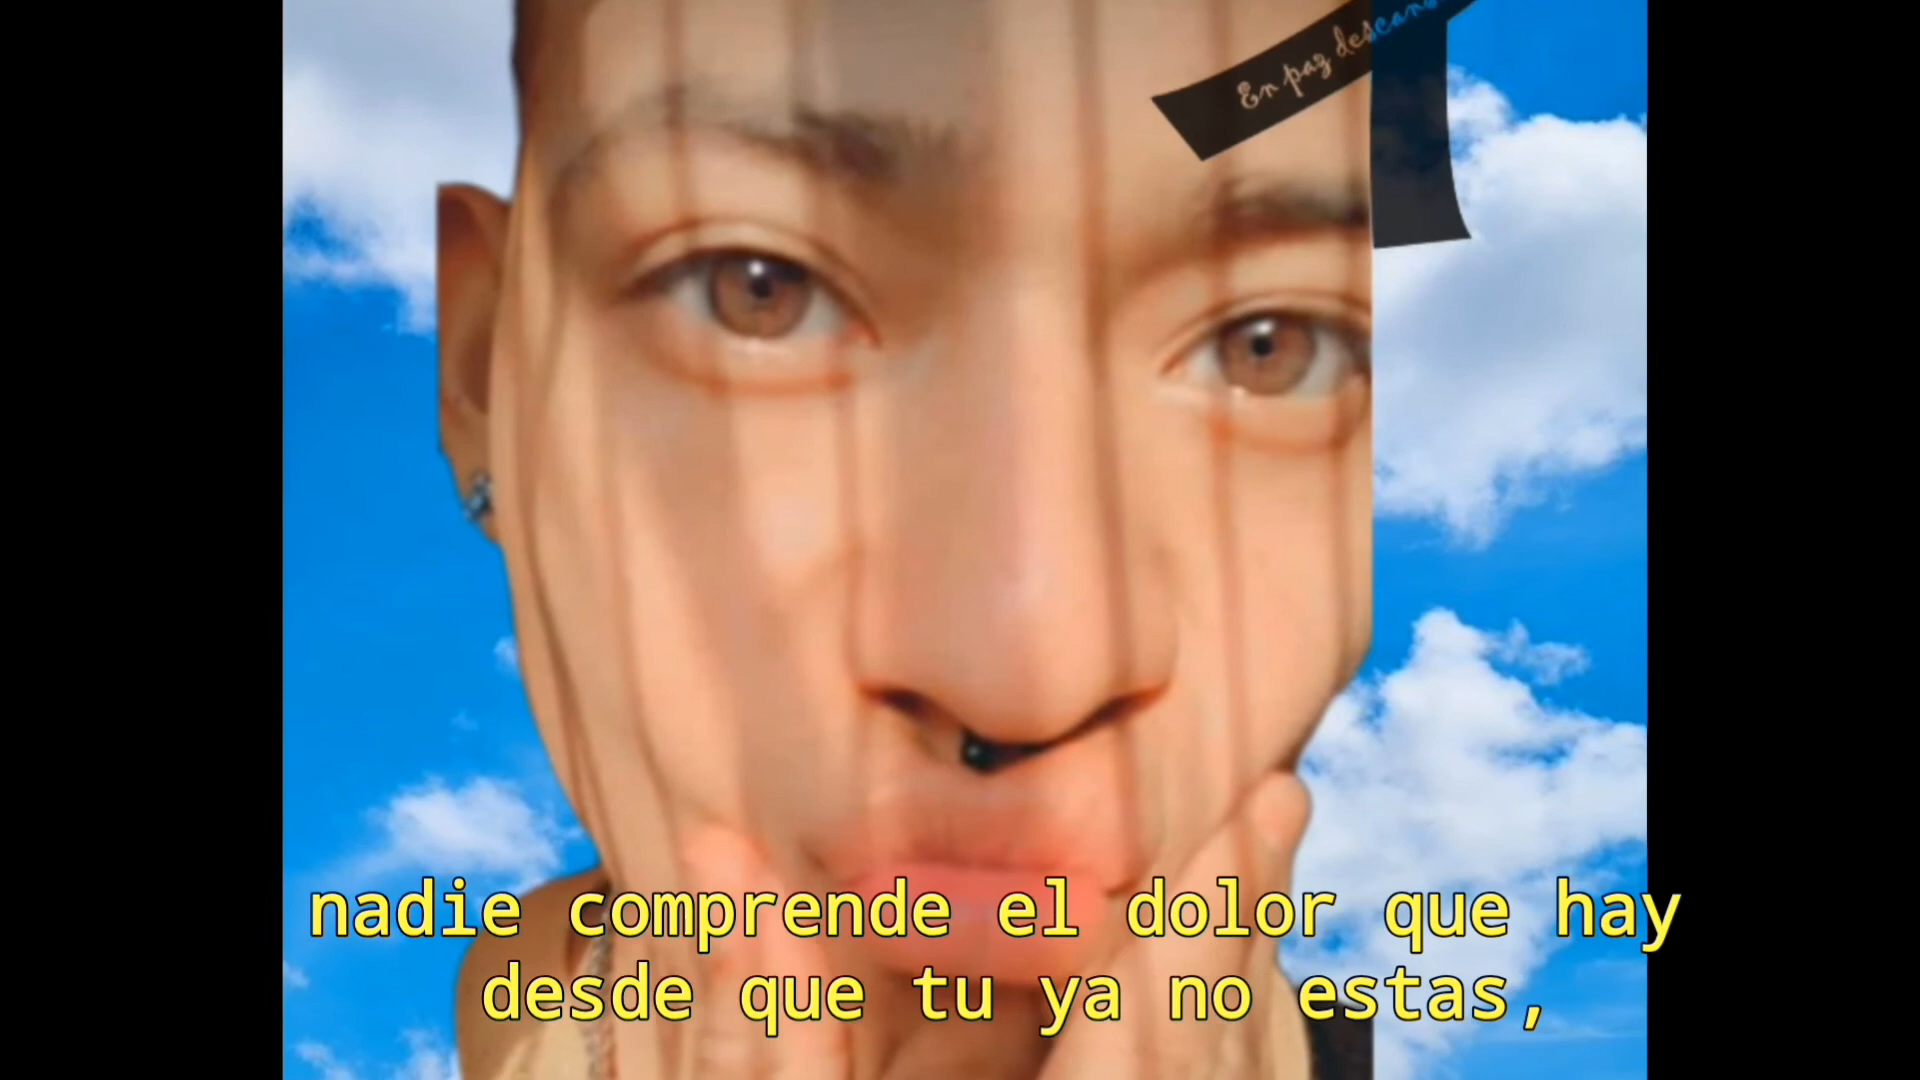 En paz descans
nadie comprende el dolor que hay
desde que tu ya no estas,